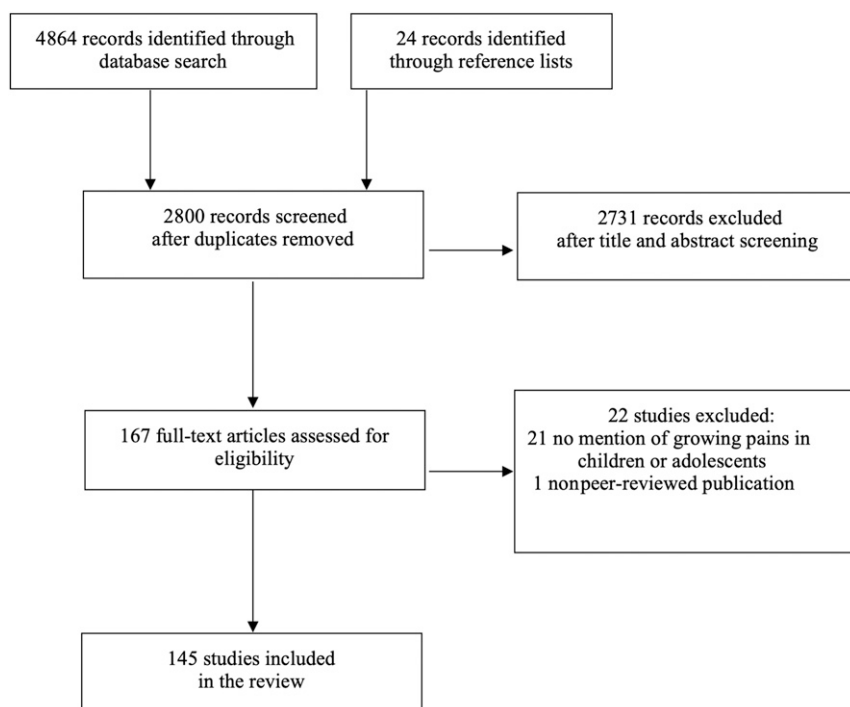 4864 records identified through
database search
24 records identified
through reference lists
2800 records screened
after duplicates removed
2731 records excluded
after title and abstract screening
167 full-text articles assessed for
eligibility
22 studies excluded:
21 no mention of growing pains in
children or adolescents
1 nonpeer-reviewed publication
145 studies included
in the review